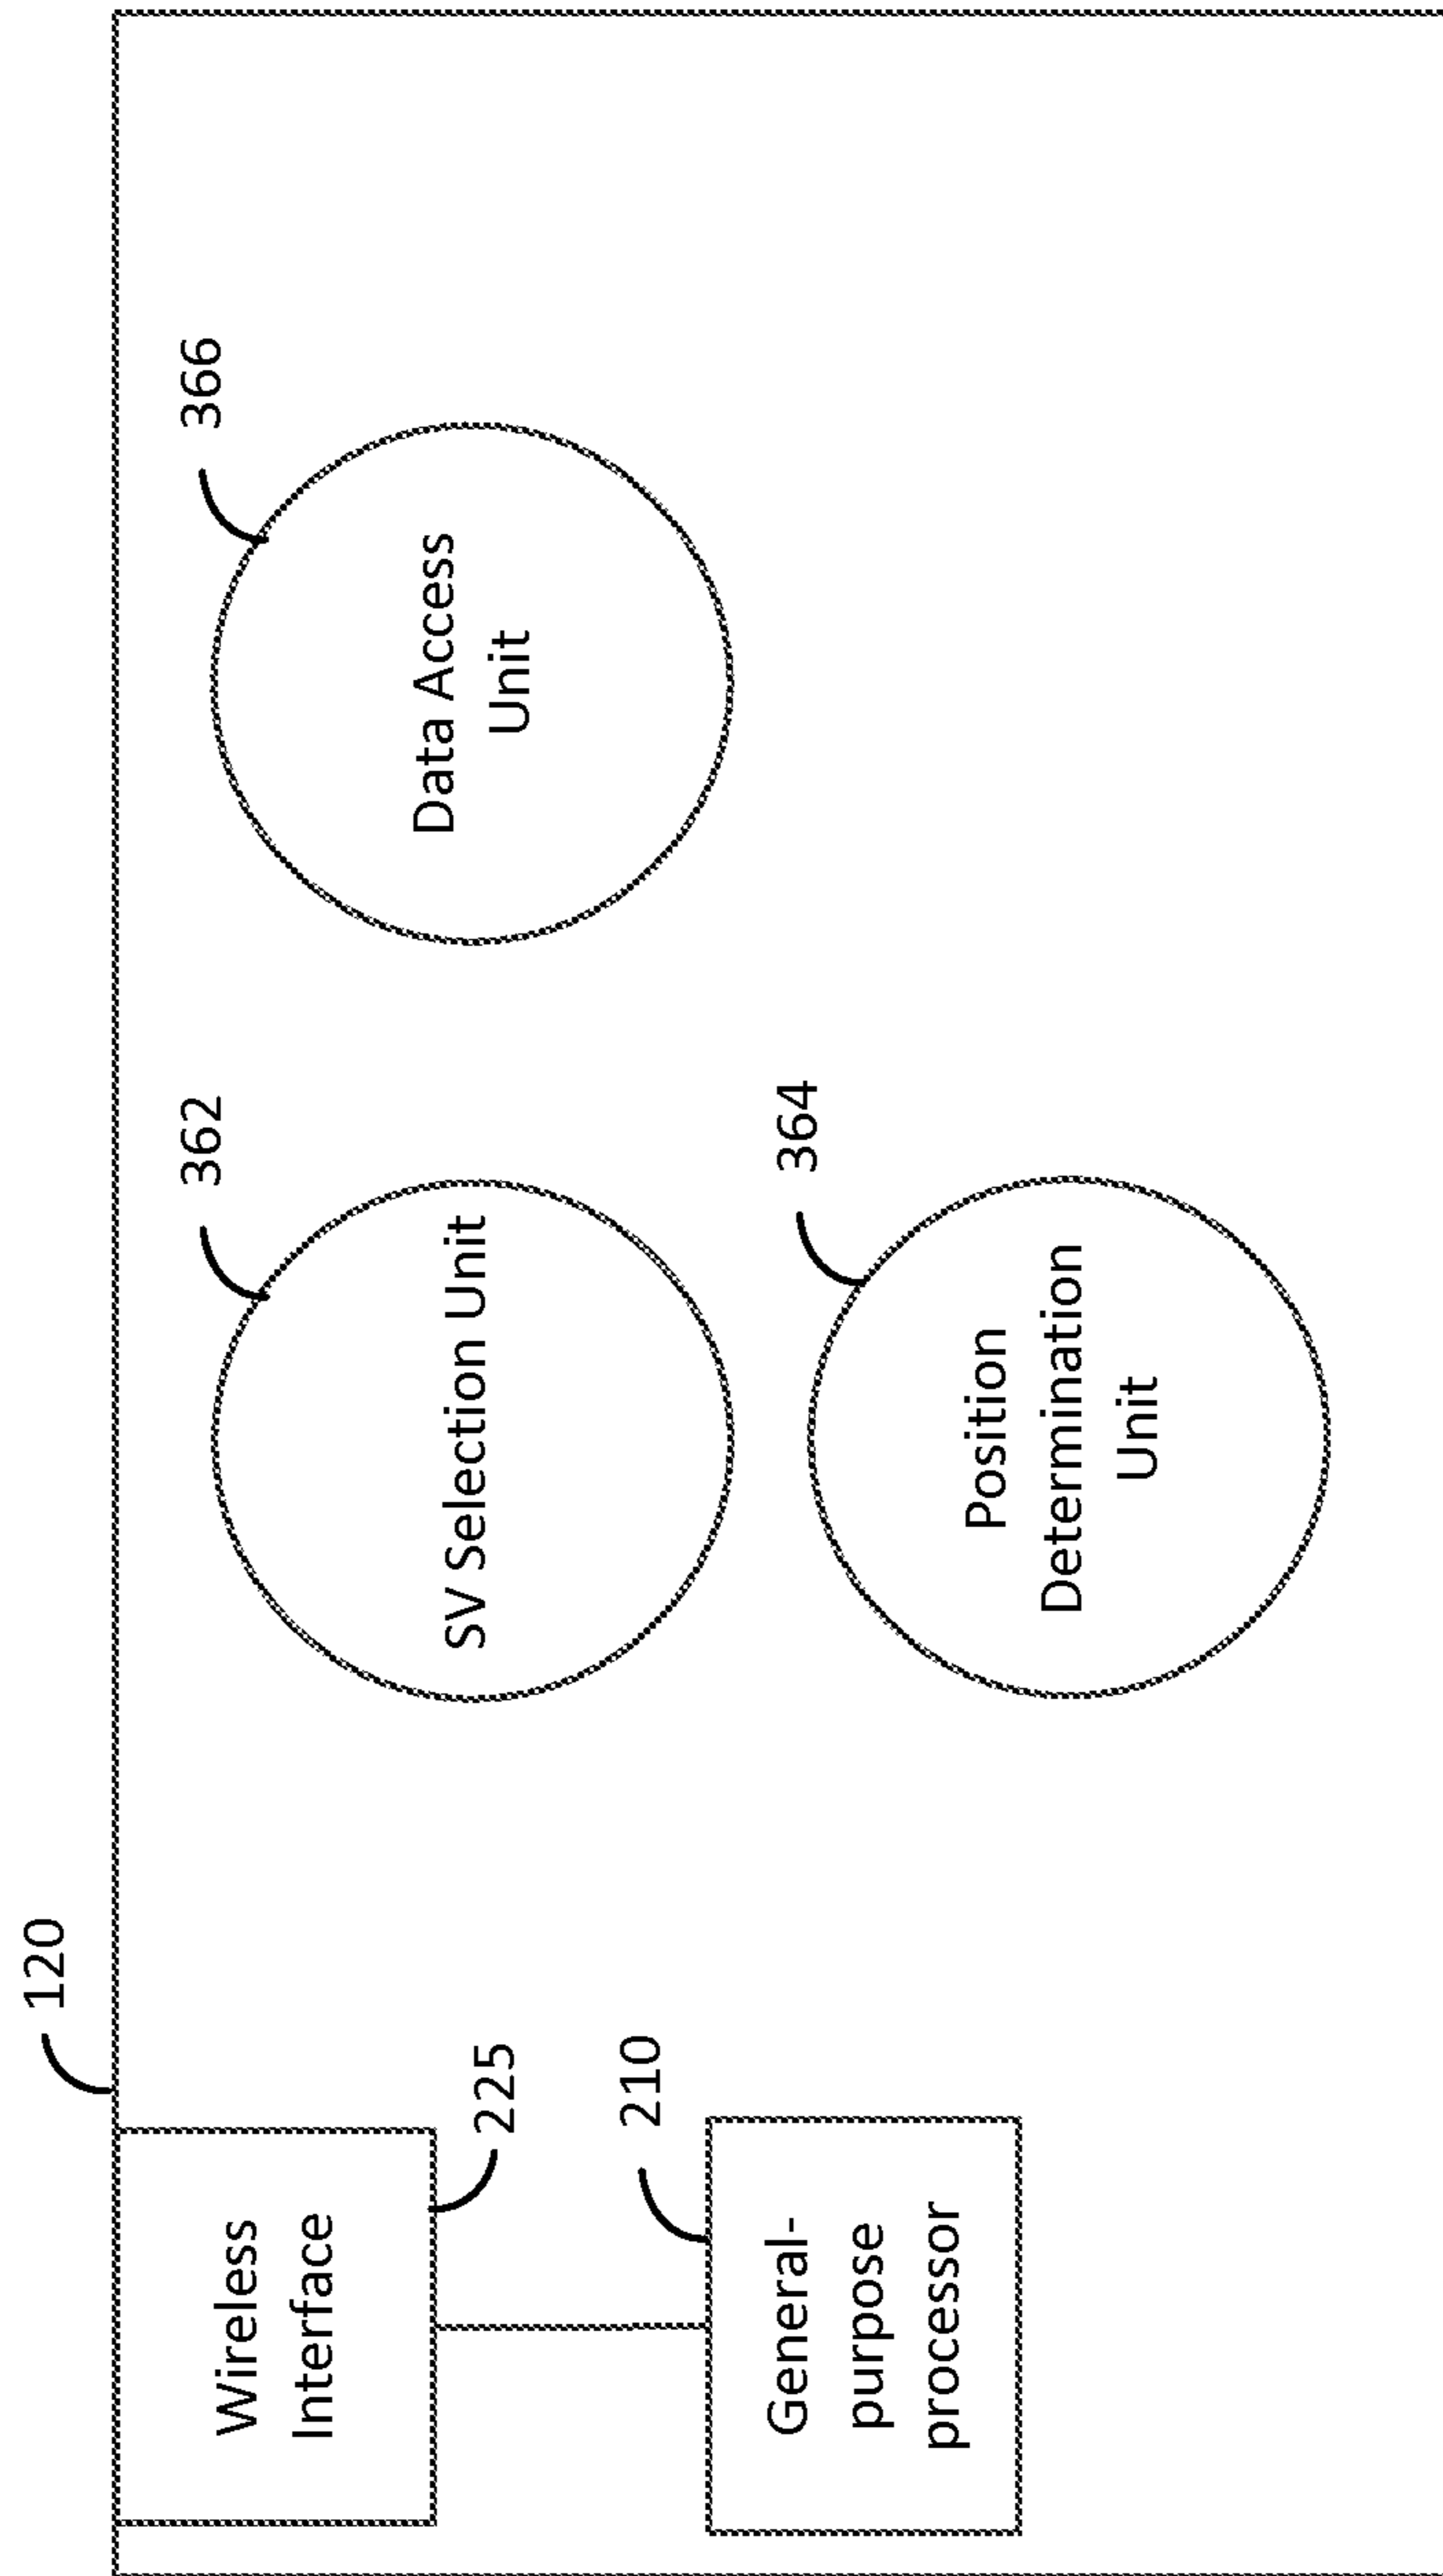 120
Wireless
Interface
225
362
SV Selection Unit
366
Data Access
Unit
210
General-
purpose
processor
364
Position
Determination
Unit